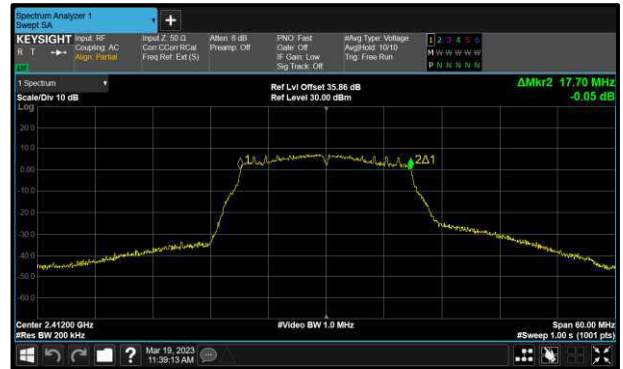 Spectrum Analyzer 1
Swept SA
+
KEYSIGHT Input: RF
R T Coupling: AC
Align: Partial
Input Z: 50 Ω
Corr CCorr RCal
Freq Ref: Ext (S)
Atten: 6 dB
Preamp: Off
PNO: Fast
Gate: Off
IF Gain: Low
Sig Track: Off
#Avg Type: Voltage
Avg|Hold: 10/10
Trig: Free Run
1 2 3 4 5 6
M W W W W W
P N N N N N
1 Spectrum
Scale/Div 10 dB
Log
Ref Lvl Offset 35.86 dB
Ref Level 30.00 dBm
ΔMkr2 17.70 MHz
-0.05 dB
20.0
10.0
0.00
-10.0
-20.0
-30.0
-40.0
-50.0
-60.0
1
2Δ1
Center 2.41200 GHz
#Res BW 200 kHz
#Video BW 1.0 MHz
Span 60.00 MHz
#Sweep 1.00 s (1001 pts)
?
Mar 19, 2023
11:39:13 AM